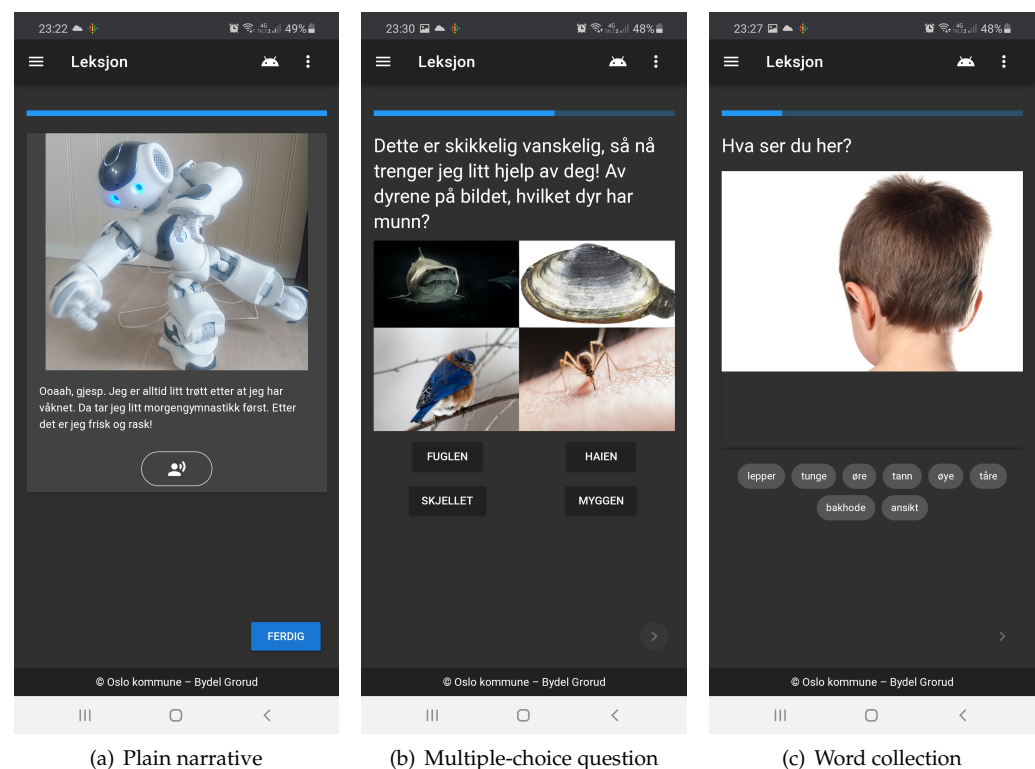 23:22
49%
Leksjon
Ooaah, gjesp. Jeg er alltid litt trøtt etter at jeg har
våknet. Da tar jeg litt morgengymnastikk først. Etter
det er jeg frisk og rask!
FERDIG
© Oslo kommune – Bydel Grorud
(a) Plain narrative
23:30
48%
Leksjon
Dette er skikkelig vanskelig, så nå
trenger jeg litt hjelp av deg! Av
dyrene på bildet, hvilket dyr har
munn?
FUGLEN
HAIEN
SKJELLET
MYGGEN
© Oslo kommune – Bydel Grorud
(b) Multiple-choice question
23:27
48%
Leksjon
Hva ser du her?
lepper tunge øre tann øye tåre
bakhode ansikt
© Oslo kommune – Bydel Grorud
(c) Word collection